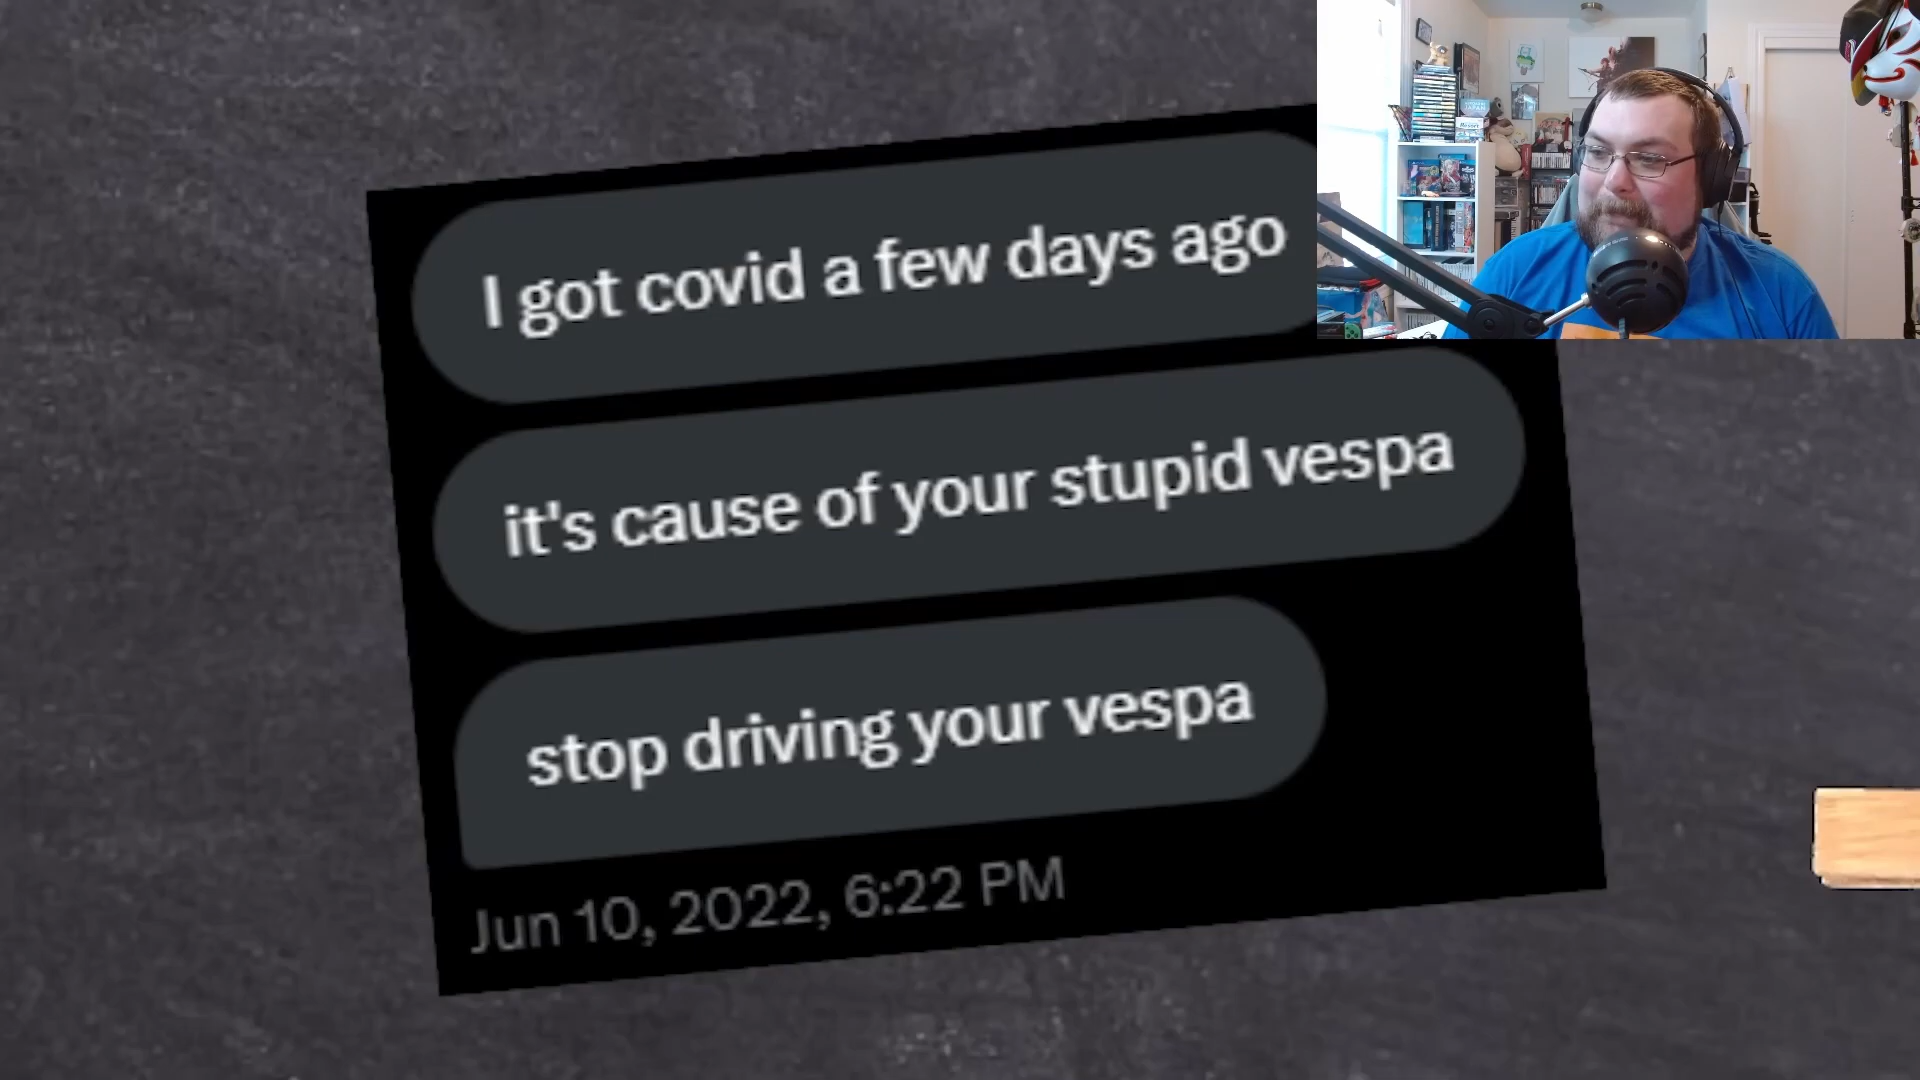 I got covid a few days ago
it's cause of your stupid vespa
stop driving your vespa
Jun 10, 2022, 6:22 PM